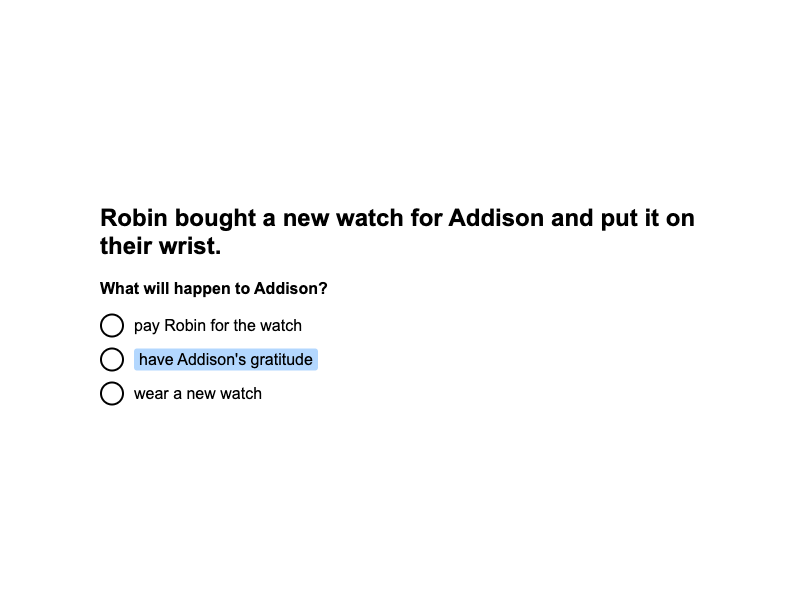 Robin bought a new watch for Addison and put it on
their wrist.
What will happen to Addison?
pay Robin for the watch
have Addison's gratitude
wear a new watch